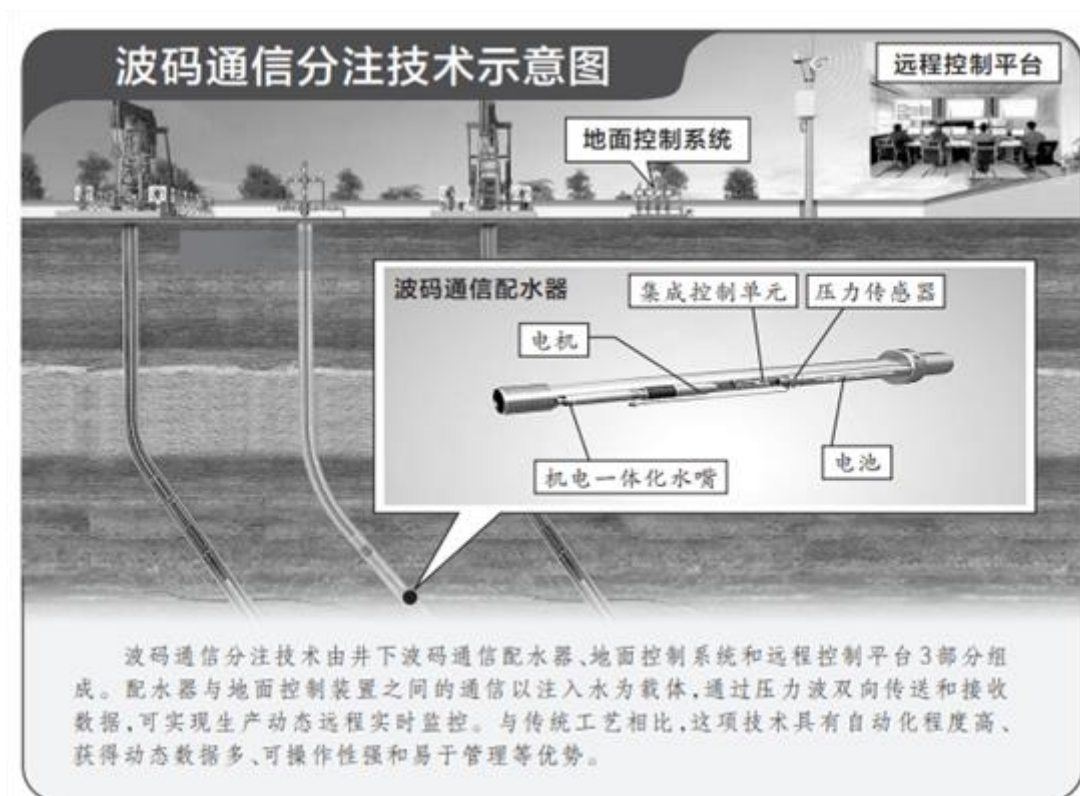 波码通信分注技术示意图
远程控制平台
地面控制系统
波码通信配水器
集成控制单元
压力传感器
电机
机电一体化水嘴
电池
波码通信分注技术由井下波码通信配水器、地面控制系统和远程控制平台3部分组
成。配水器与地面控制装置之间的通信以注入水为载体,通过压力波双向传送和接收
数据,可实现生产动态远程实时监控。与传统工艺相比,这项技术具有自动化程度高、
获得动态数据多、可操作性强和易于管理等优势。